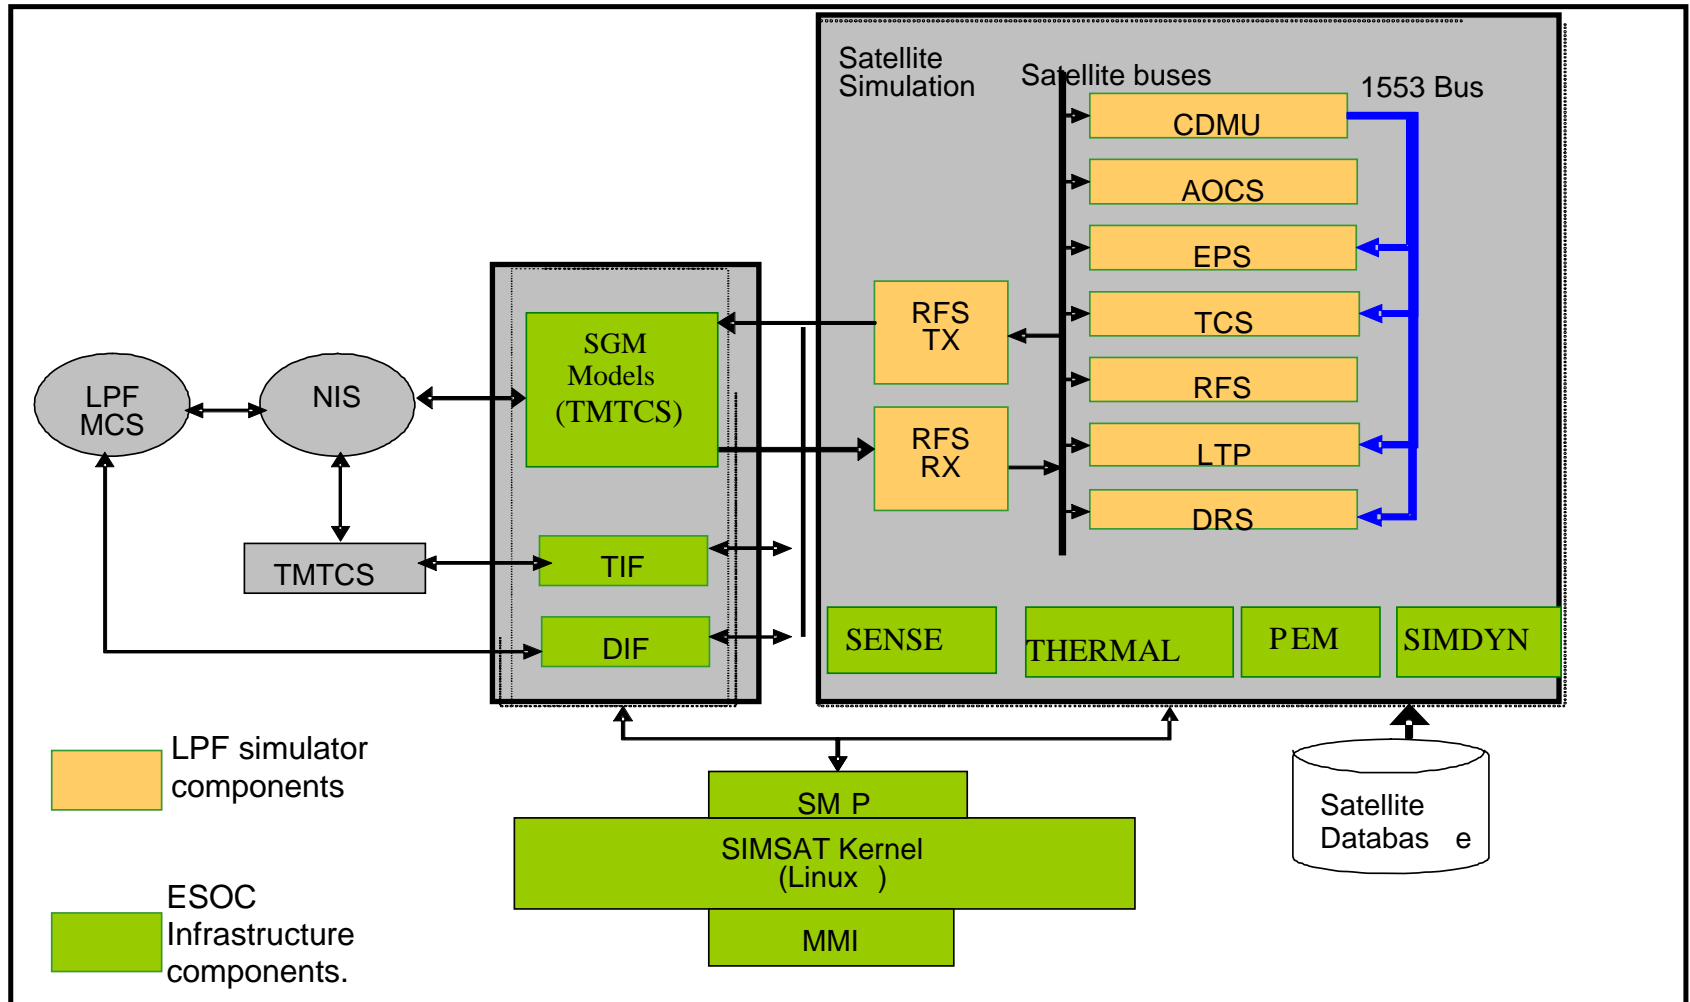 Satellite
Simulation
Satellite buses
1553 Bus
CDMU
AOCS
EPS
TCS
RFS
LTP
DRS
RFS
TX
RFS
RX
SGM
Models
(TMTCS)
LPF
MCS
NIS
TMTCS
TIF
DIF
SENSE
THERMAL
PEM
SIMDYN
LPF simulator
components
SM P
SIMSAT Kernel
(Linux )
MMI
Satellite
Databas e
ESOC
Infrastructure
components.